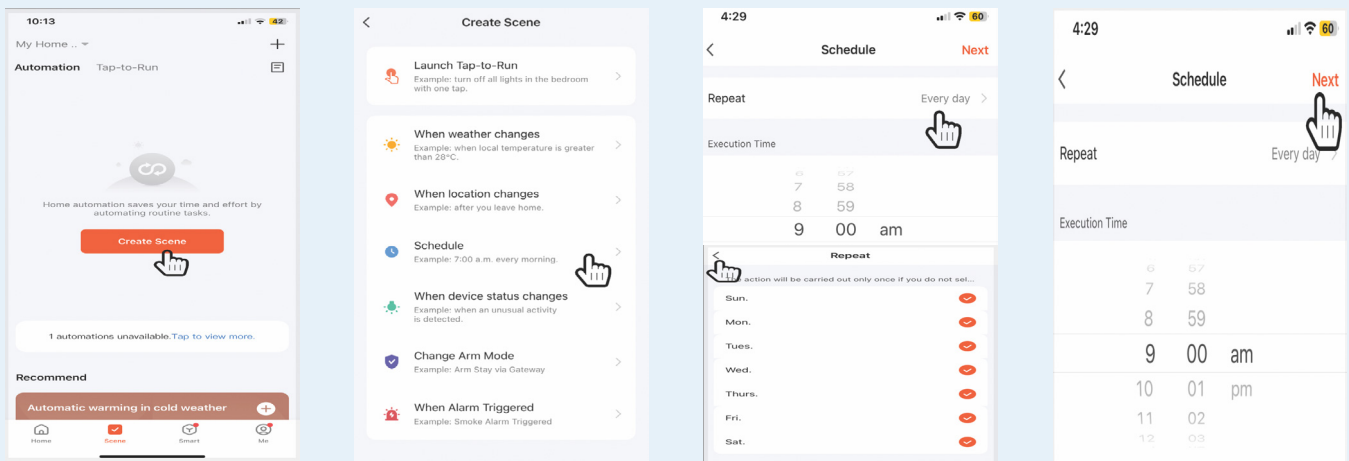 10:13
42
My Home .. 
Automation Tap-to-Run
Home automation saves your time and effort by
automating routine tasks.
Create Scene
1 automations unavailable.Tap to view more.
Recommend
Automatic warming in cold weather
Home Scene Smart Me
Create Scene
Launch Tap-to-Run
Example: turn off all lights in the bedroom
with one tap.
When weather changes
Example: when local temperature is greater
than 28°C.
When location changes
Example: after you leave home.
Schedule
Example: 7:00 a.m. every morning.
When device status changes
Example: when an unusual activity
is detected.
Change Arm Mode
Example: Arm Stay via Gateway
When Alarm Triggered
Example: Smoke Alarm Triggered
4:29
60
Schedule Next
Repeat Every day
Execution Time
6 57
7 58
8 59
9 00 am
Repeat
action will be carried out only once if you do not sel...
Sun.
Mon.
Tues.
Wed.
Thurs.
Fri.
Sat.
4:29
60
Schedule Next
Repeat Every day
Execution Time
6 57
7 58
8 59
9 00 am
10 01 pm
11 02
12 03